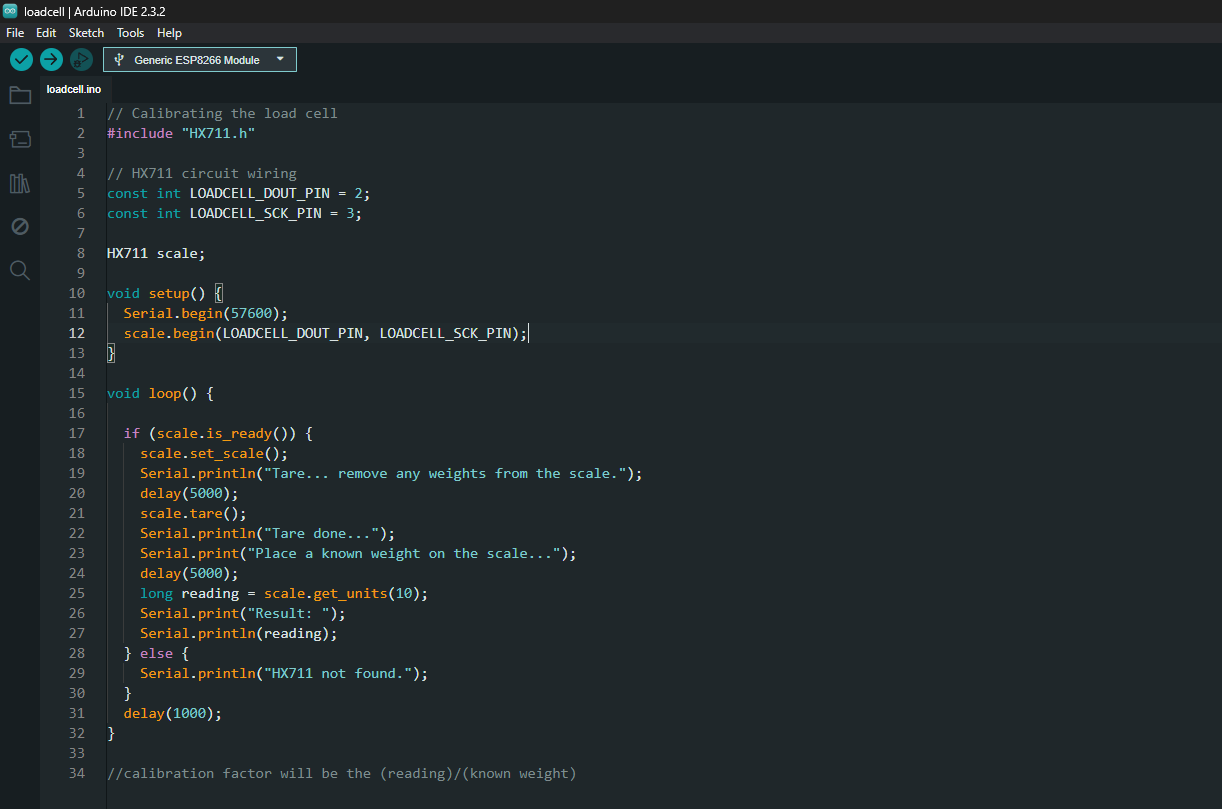 loadcell | Arduino IDE 2.3.2
File Edit Sketch Tools Help
Generic ESP8266 Module
loadcell.ino
1 // Calibrating the load cell
2 #include "HX711.h"
3
4 // HX711 circuit wiring
5 const int LOADCELL_DOUT_PIN = 2;
6 const int LOADCELL_SCK_PIN = 3;
7
8 HX711 scale;
9
10 void setup() {
11   Serial.begin(57600);
12   scale.begin(LOADCELL_DOUT_PIN, LOADCELL_SCK_PIN);
13 }
14
15 void loop() {
16
17   if (scale.is_ready()) {
18     scale.set_scale();
19     Serial.println("Tare... remove any weights from the scale.");
20     delay(5000);
21     scale.tare();
22     Serial.println("Tare done...");
23     Serial.print("Place a known weight on the scale...");
24     delay(5000);
25     long reading = scale.get_units(10);
26     Serial.print("Result: ");
27     Serial.println(reading);
28   } else {
29     Serial.println("HX711 not found.");
30   }
31   delay(1000);
32 }
33
34 //calibration factor will be the (reading)/(known weight)